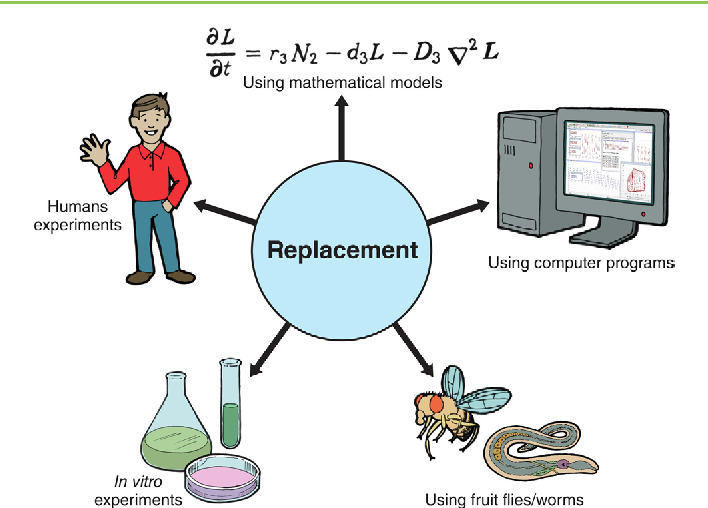 ∂L/∂t = r₃N₂ − d₃L − D₃ ∇² L
Using mathematical models
Humans
experiments
Replacement
Using computer programs
In vitro
experiments
Using fruit flies/worms